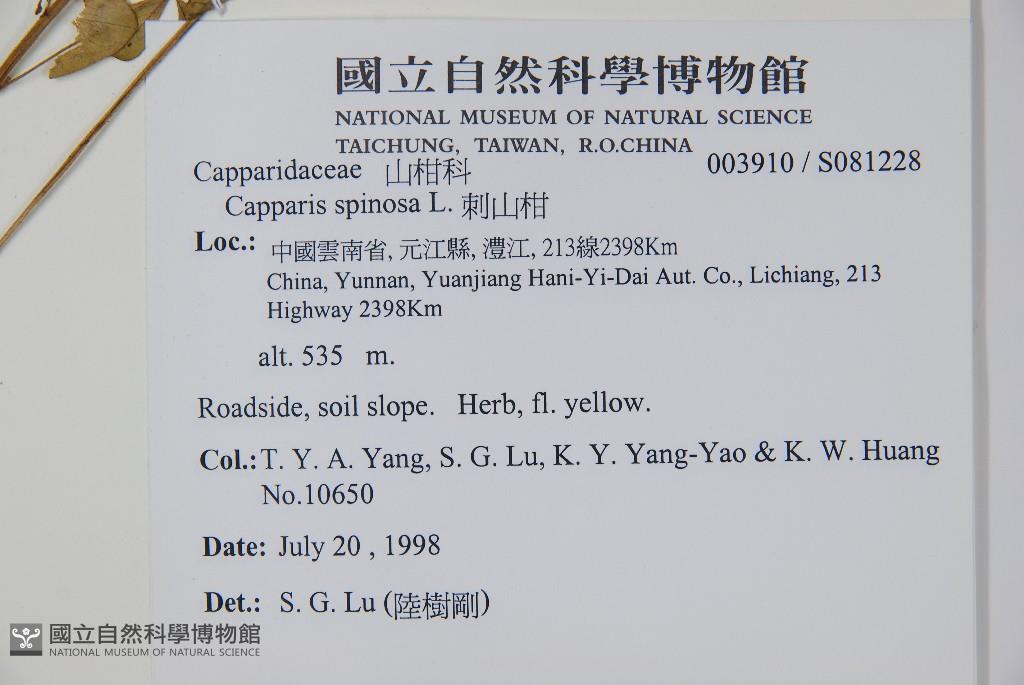 國立自然科學博物館
NATIONAL MUSEUM OF NATURAL SCIENCE
TAICHUNG, TAIWAN, R.O.CHINA
Capparidaceae 山柑科 003910 / S081228
Capparis spinosa L. 刺山柑
Loc.: 中國雲南省, 元江縣, 澧江, 213線2398Km
China, Yunnan, Yuanjiang Hani-Yi-Dai Aut. Co., Lichiang, 213
Highway 2398Km
alt. 535 m.
Roadside, soil slope. Herb, fl. yellow.
Col.: T. Y. A. Yang, S. G. Lu, K. Y. Yang-Yao & K. W. Huang
No.10650
Date: July 20 , 1998
Det.: S. G. Lu (陸樹剛)
國立自然科學博物館
NATIONAL MUSEUM OF NATURAL SCIENCE